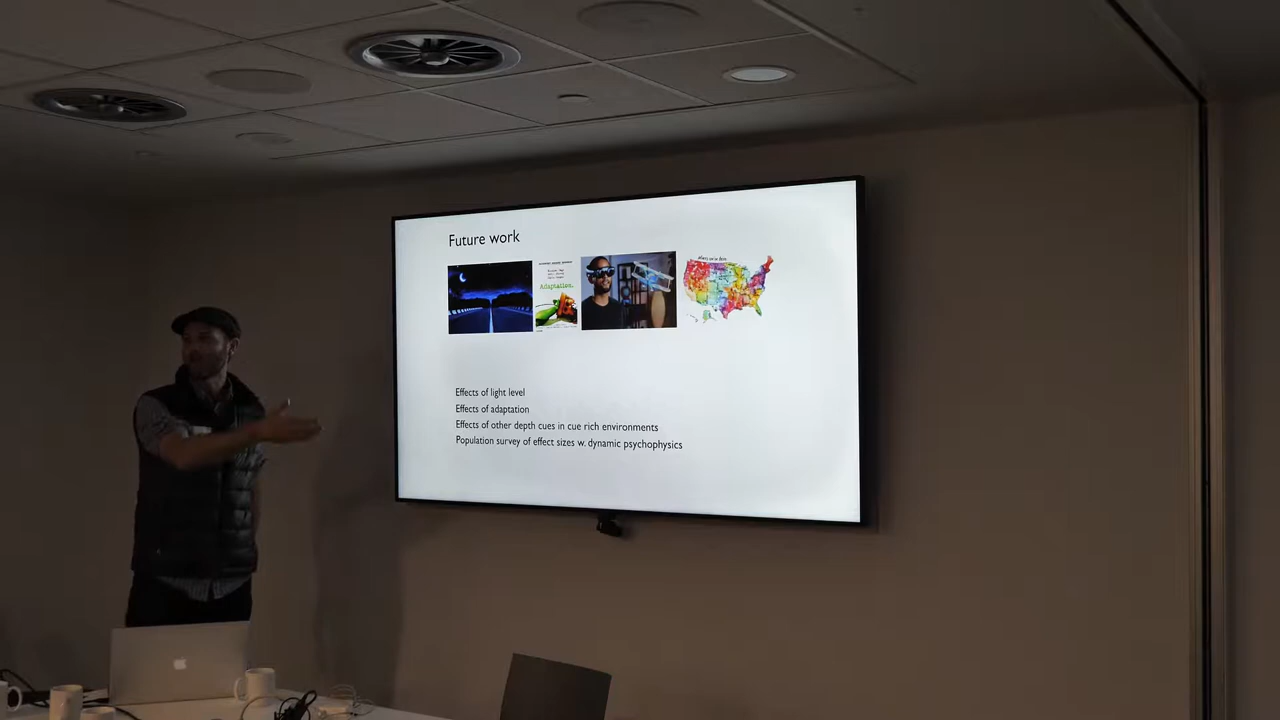 Future work
Adaptation.
Effects of light level
Effects of adaptation
Effects of other depth cues in cue rich environments
Population survey of effect sizes w. dynamic psychophysics